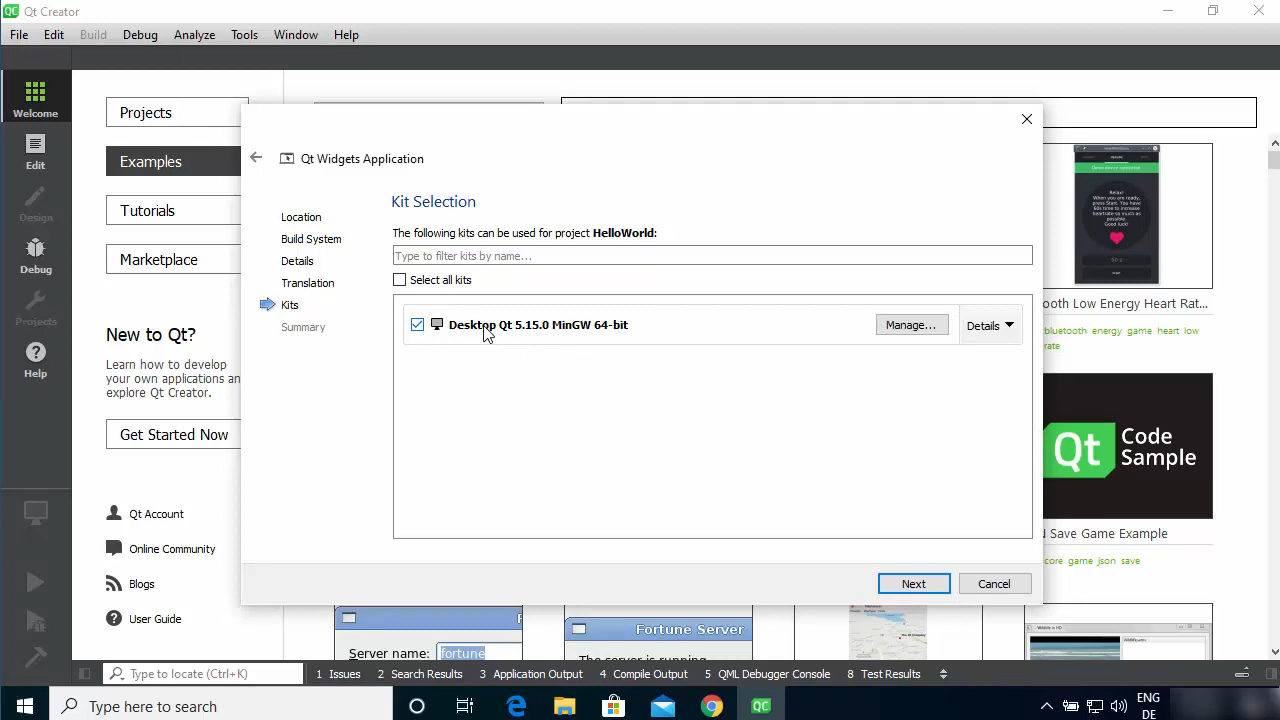 Qt Creator
File Edit Build Debug Analyze Tools Window Help
Welcome
Edit
Design
Debug
Projects
Help
Projects
Examples
Tutorials
Marketplace
New to Qt?
Learn how to develop
your own applications an
explore Qt Creator.
Get Started Now
Qt Account
Online Community
Blogs
User Guide
Qt Widgets Application
Location
Build System
Details
Translation
Kits
Summary
Kit Selection
The following kits can be used for project HelloWorld:
Type to filter kits by name...
Select all kits
Desktop Qt 5.15.0 MinGW 64-bit
Manage...
Details
Next
Cancel
ooth Low Energy Heart Rat...
bluetooth energy game heart low
rate
Qt Code
Sample
N Save Game Example
core game json save
Server name: fortune
Fortune Server
The server is running
Type to locate (Ctrl+K)
1 Issues 2 Search Results 3 Application Output 4 Compile Output 5 QML Debugger Console 8 Test Results
Type here to search
ENG
DE